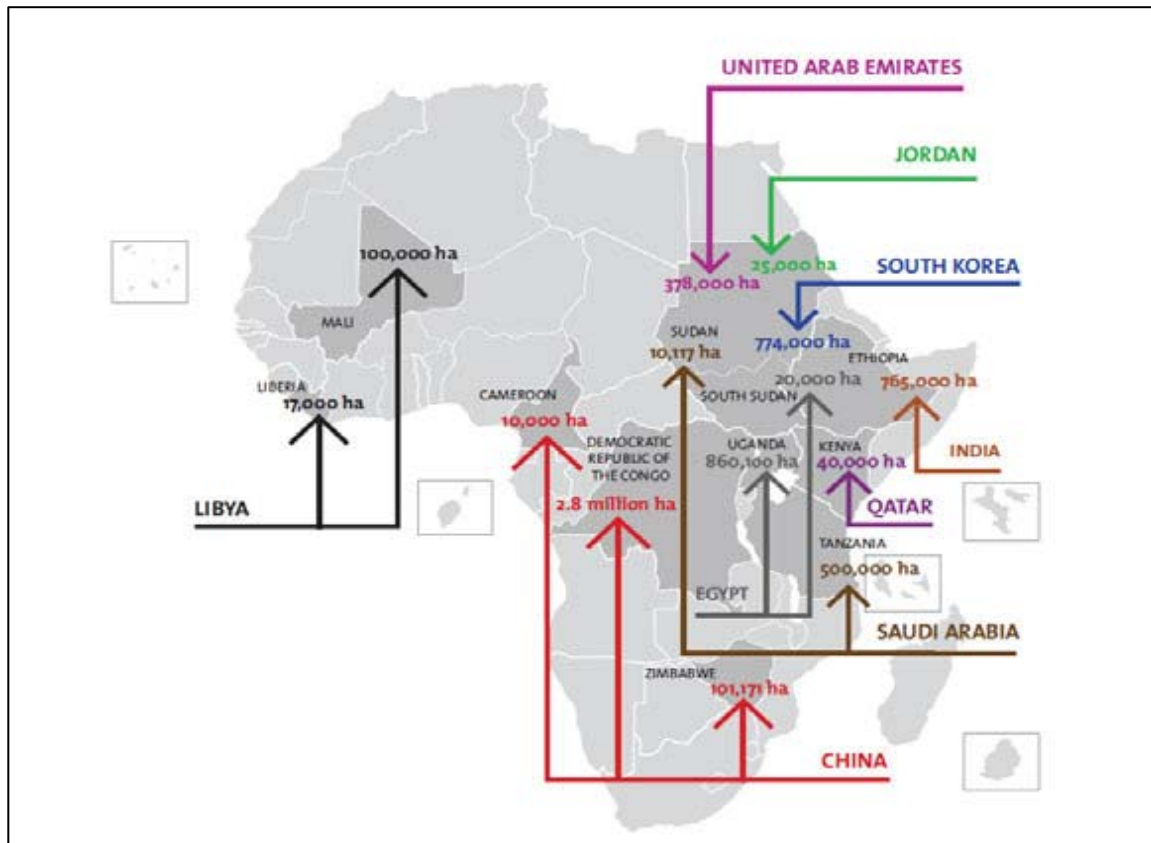 UNITED ARAB EMIRATES
JORDAN
100,000 ha
25,000 ha
SOUTH KOREA
378,000 ha
MALI
SUDAN
774,000 ha
10,117 ha
ETHIOPIA
LIBERIA
20,000 ha
765,000 ha
CAMEROON
SOUTH SUDAN
17,000 ha
10,000 ha
DEMOCRATIC
REPUBLIC OF
THE CONGO
UGANDA
KENYA
INDIA
860,100 ha
40,000 ha
LIBYA
2.8 million ha
QATAR
TANZANIA
500,000 ha
EGYPT
SAUDI ARABIA
ZIMBABWE
101,171 ha
CHINA